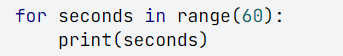 for seconds in range(60):
    print(seconds)